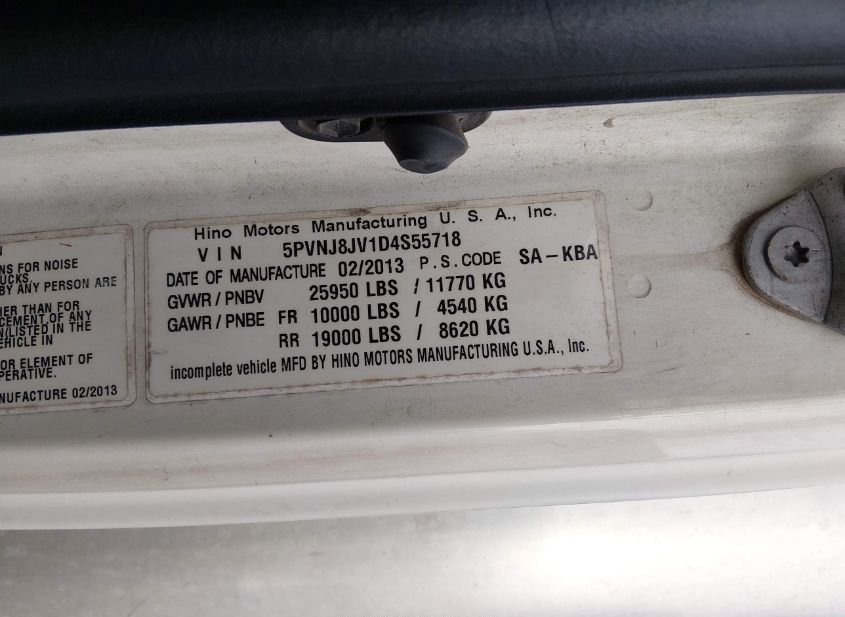 N
NS FOR NOISE
UCKS.
BY ANY PERSON ARE
HER THAN FOR
CEMENT OF ANY
N(LISTED IN THE
EHICLE IN
OR ELEMENT OF
PERATIVE.
NUFACTURE 02/2013
Hino Motors Manufacturing U. S. A., Inc.
VIN 5PVNJ8JV1D4S55718
DATE OF MANUFACTURE 02/2013 P.S.CODE SA-KBA
GVWR / PNBV 25950 LBS / 11770 KG
GAWR / PNBE FR 10000 LBS / 4540 KG
RR 19000 LBS / 8620 KG
incomplete vehicle MFD BY HINO MOTORS MANUFACTURING U.S.A., Inc.